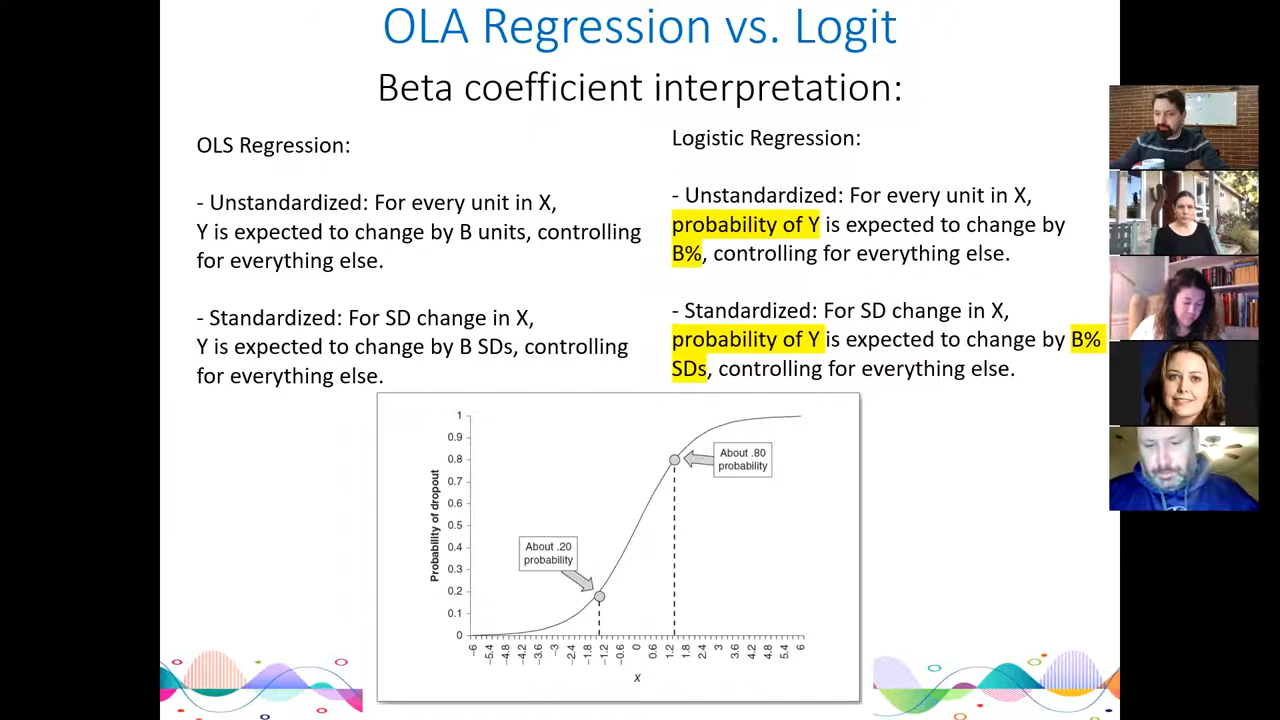 OLA Regression vs. Logit
Beta coefficient interpretation:
OLS Regression:
- Unstandardized: For every unit in X,
Y is expected to change by B units, controlling
for everything else.
- Standardized: For SD change in X,
Y is expected to change by B SDs, controlling
for everything else.
Logistic Regression:
- Unstandardized: For every unit in X,
probability of Y is expected to change by
B%, controlling for everything else.
- Standardized: For SD change in X,
probability of Y is expected to change by B%
SDs, controlling for everything else.
Probability of dropout
1
0.9
0.8
0.7
0.6
0.5
0.4
0.3
0.2
0.1
0
About .80
probability
About .20
probability
–6
–5.4
–4.8
–4.2
–3.6
–3
–2.4
–1.8
–1.2
–0.6
0
0.6
1.2
1.8
2.4
3
3.6
4.2
4.8
5.4
6
x